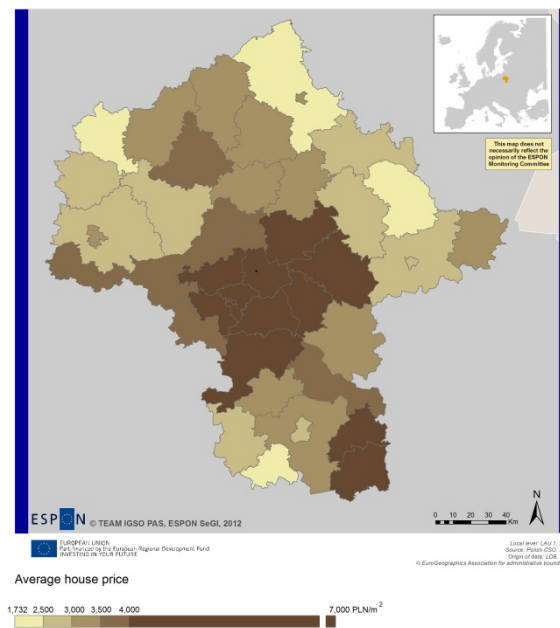 This map does not
necessarily reflect the
opinion of the ESPON
Monitoring Committee
ESPON © TEAM IGSO PAS, ESPON SeGI, 2012
0 10 20 30 40
Km
N
EUROPEAN UNION
Part-financed by the European Regional Development Fund
INVESTING IN YOUR FUTURE
Local level: LAU 1,
Source: Polish CSO,
Origin of data: LDB,
© EuroGeographics Association for administrative bound
Average house price
1,732 2,500 3,000 3,500 4,000 7,000 PLN/m²